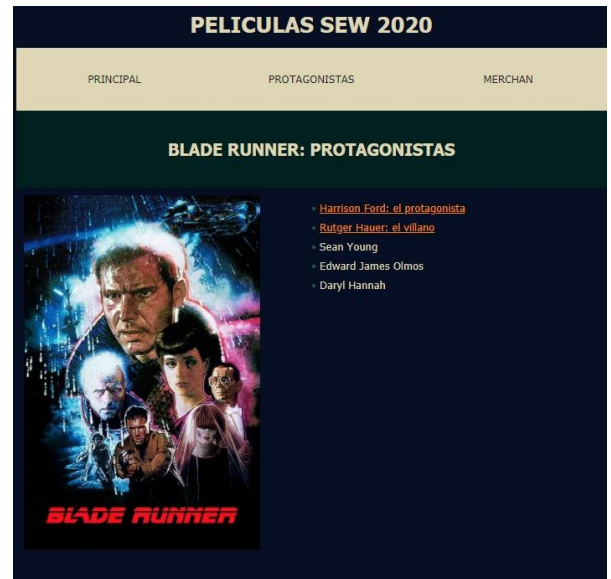 PELICULAS SEW 2020
PRINCIPAL PROTAGONISTAS MERCHAN
BLADE RUNNER: PROTAGONISTAS
Harrison Ford: el protagonista
Rutger Hauer: el villano
Sean Young
Edward James Olmos
Daryl Hannah
BLADE RUNNER